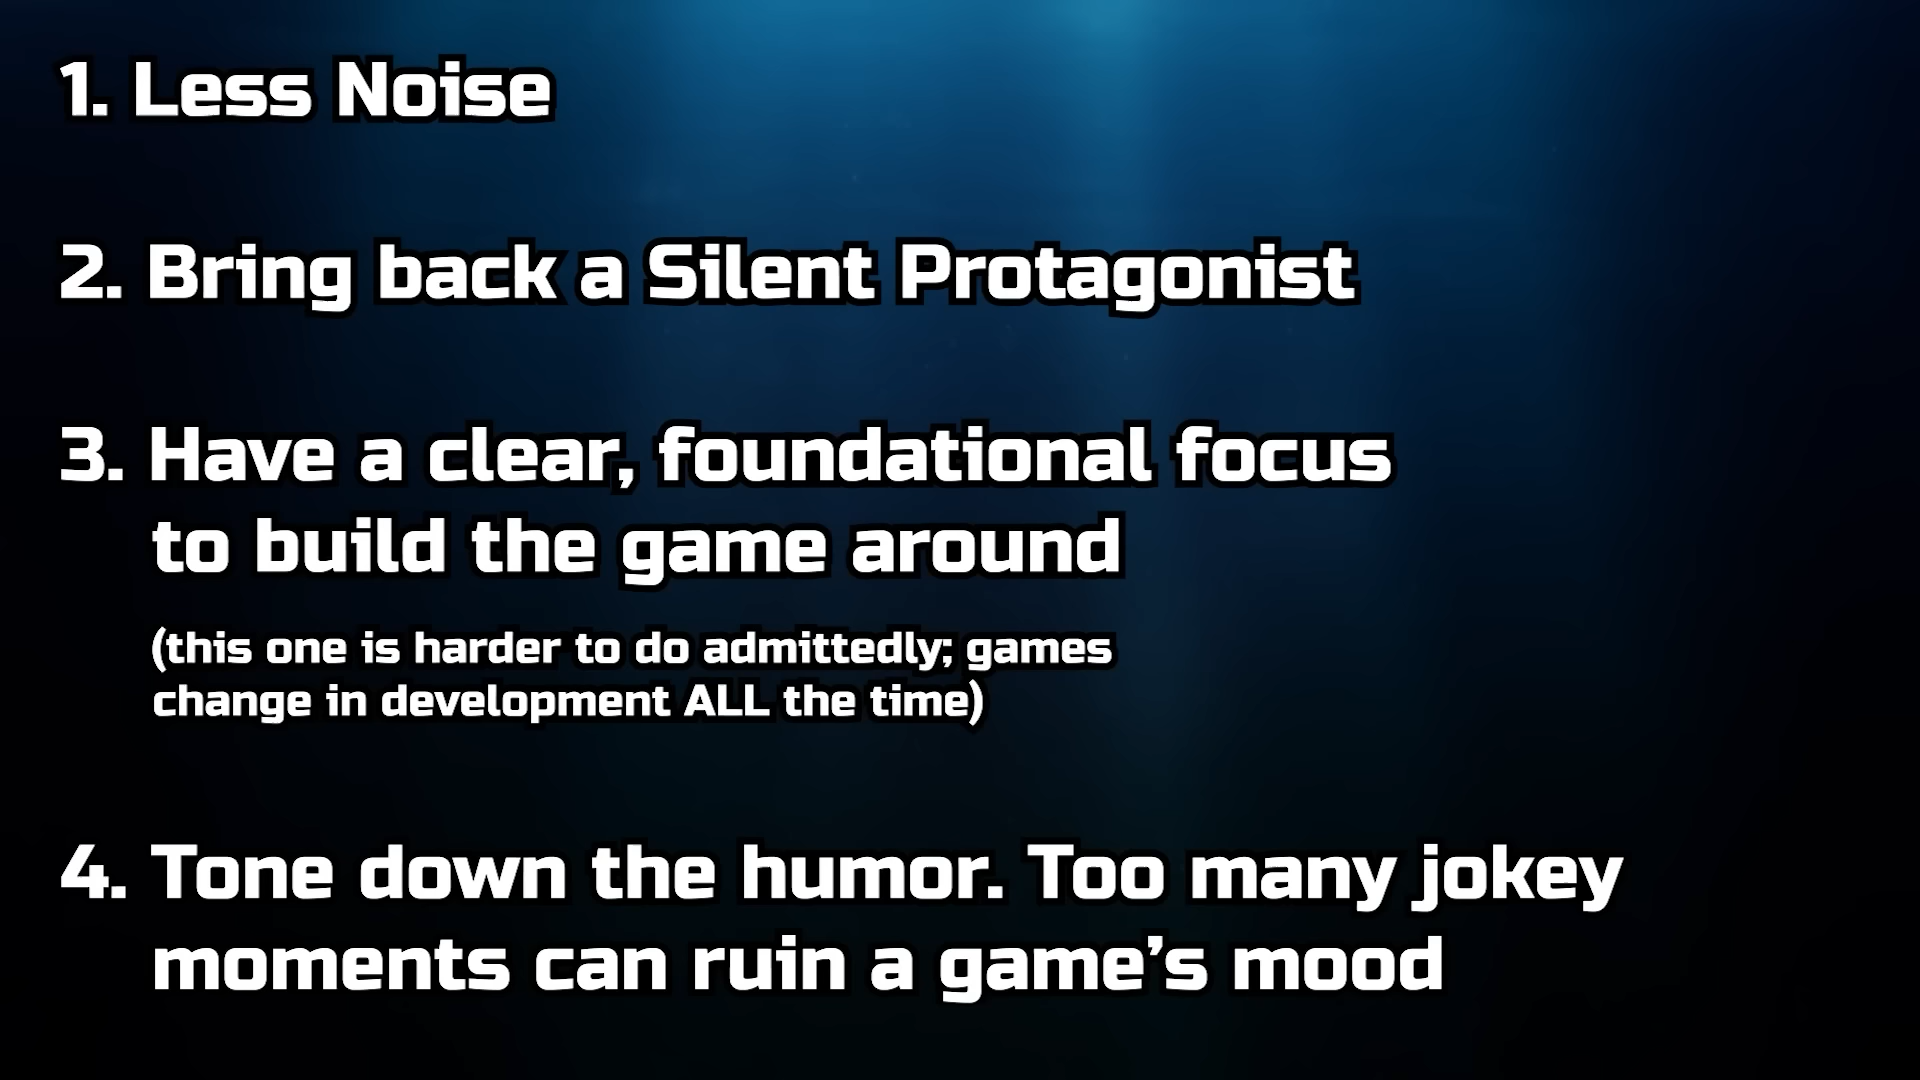 1. Less Noise
2. Bring back a Silent Protagonist
3. Have a clear, foundational focus
to build the game around
(this one is harder to do admittedly; games
change in development ALL the time)
4. Tone down the humor. Too many jokey
moments can ruin a game’s mood